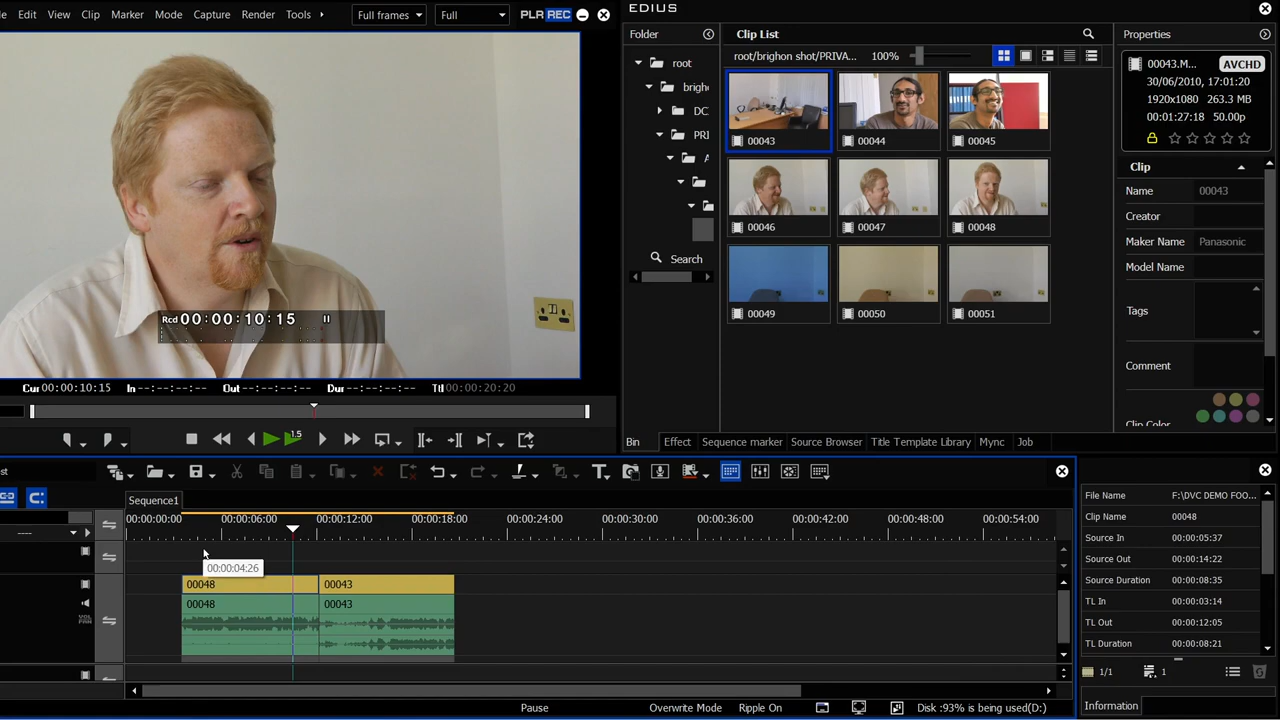 le Edit View Clip Marker Mode Capture Render Tools Full frames Full PLR REC
Rcd 00:00:10:15
Cur 00:00:10:15 In --:--:--:-- Out --:--:--:-- Dur --:--:--:-- Ttl 00:00:20:20
1.5
EDIUS
Folder
root
brigh
DC
PRI
Search
Clip List
root/brighon shot/PRIVA... 100%
00043 00044 00045
00046 00047 00048
00049 00050 00051
Bin Effect Sequence marker Source Browser Title Template Library Mync Job
Properties
00043.M... AVCHD
30/06/2010, 17:01:20
1920x1080 263.3 MB
00:01:27:18 50.00p
Clip
Name 00043
Creator
Maker Name Panasonic
Model Name
Tags
Comment
Clip Color
st
Sequence1
00:00:00:00 00:00:06:00 00:00:12:00 00:00:18:00 00:00:24:00 00:00:30:00 00:00:36:00 00:00:42:00 00:00:48:00 00:00:54:00
----
00:00:04:26
00048 00043
00048 00043
VOL
PAN
Pause Overwrite Mode Ripple On Disk :93% is being used(D:)
File Name F:\DVC DEMO FOO...
Clip Name 00048
Source In 00:00:05:37
Source Out 00:00:14:22
Source Duration 00:00:08:35
TL In 00:00:03:14
TL Out 00:00:12:05
TL Duration 00:00:08:21
1/1 1
Information